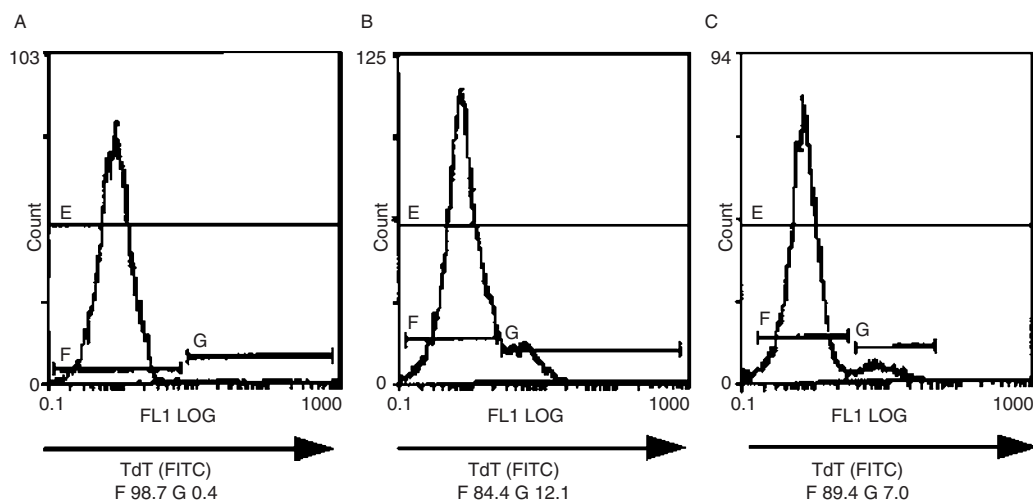 A
103
Count
E
F
G
0
0.1
1000
FL1 LOG
TdT (FITC)
F 98.7 G 0.4
B
125
Count
E
F
G
0
0.1
1000
FL1 LOG
TdT (FITC)
F 84.4 G 12.1
C
94
Count
E
F
G
0
0.1
1000
FL1 LOG
TdT (FITC)
F 89.4 G 7.0